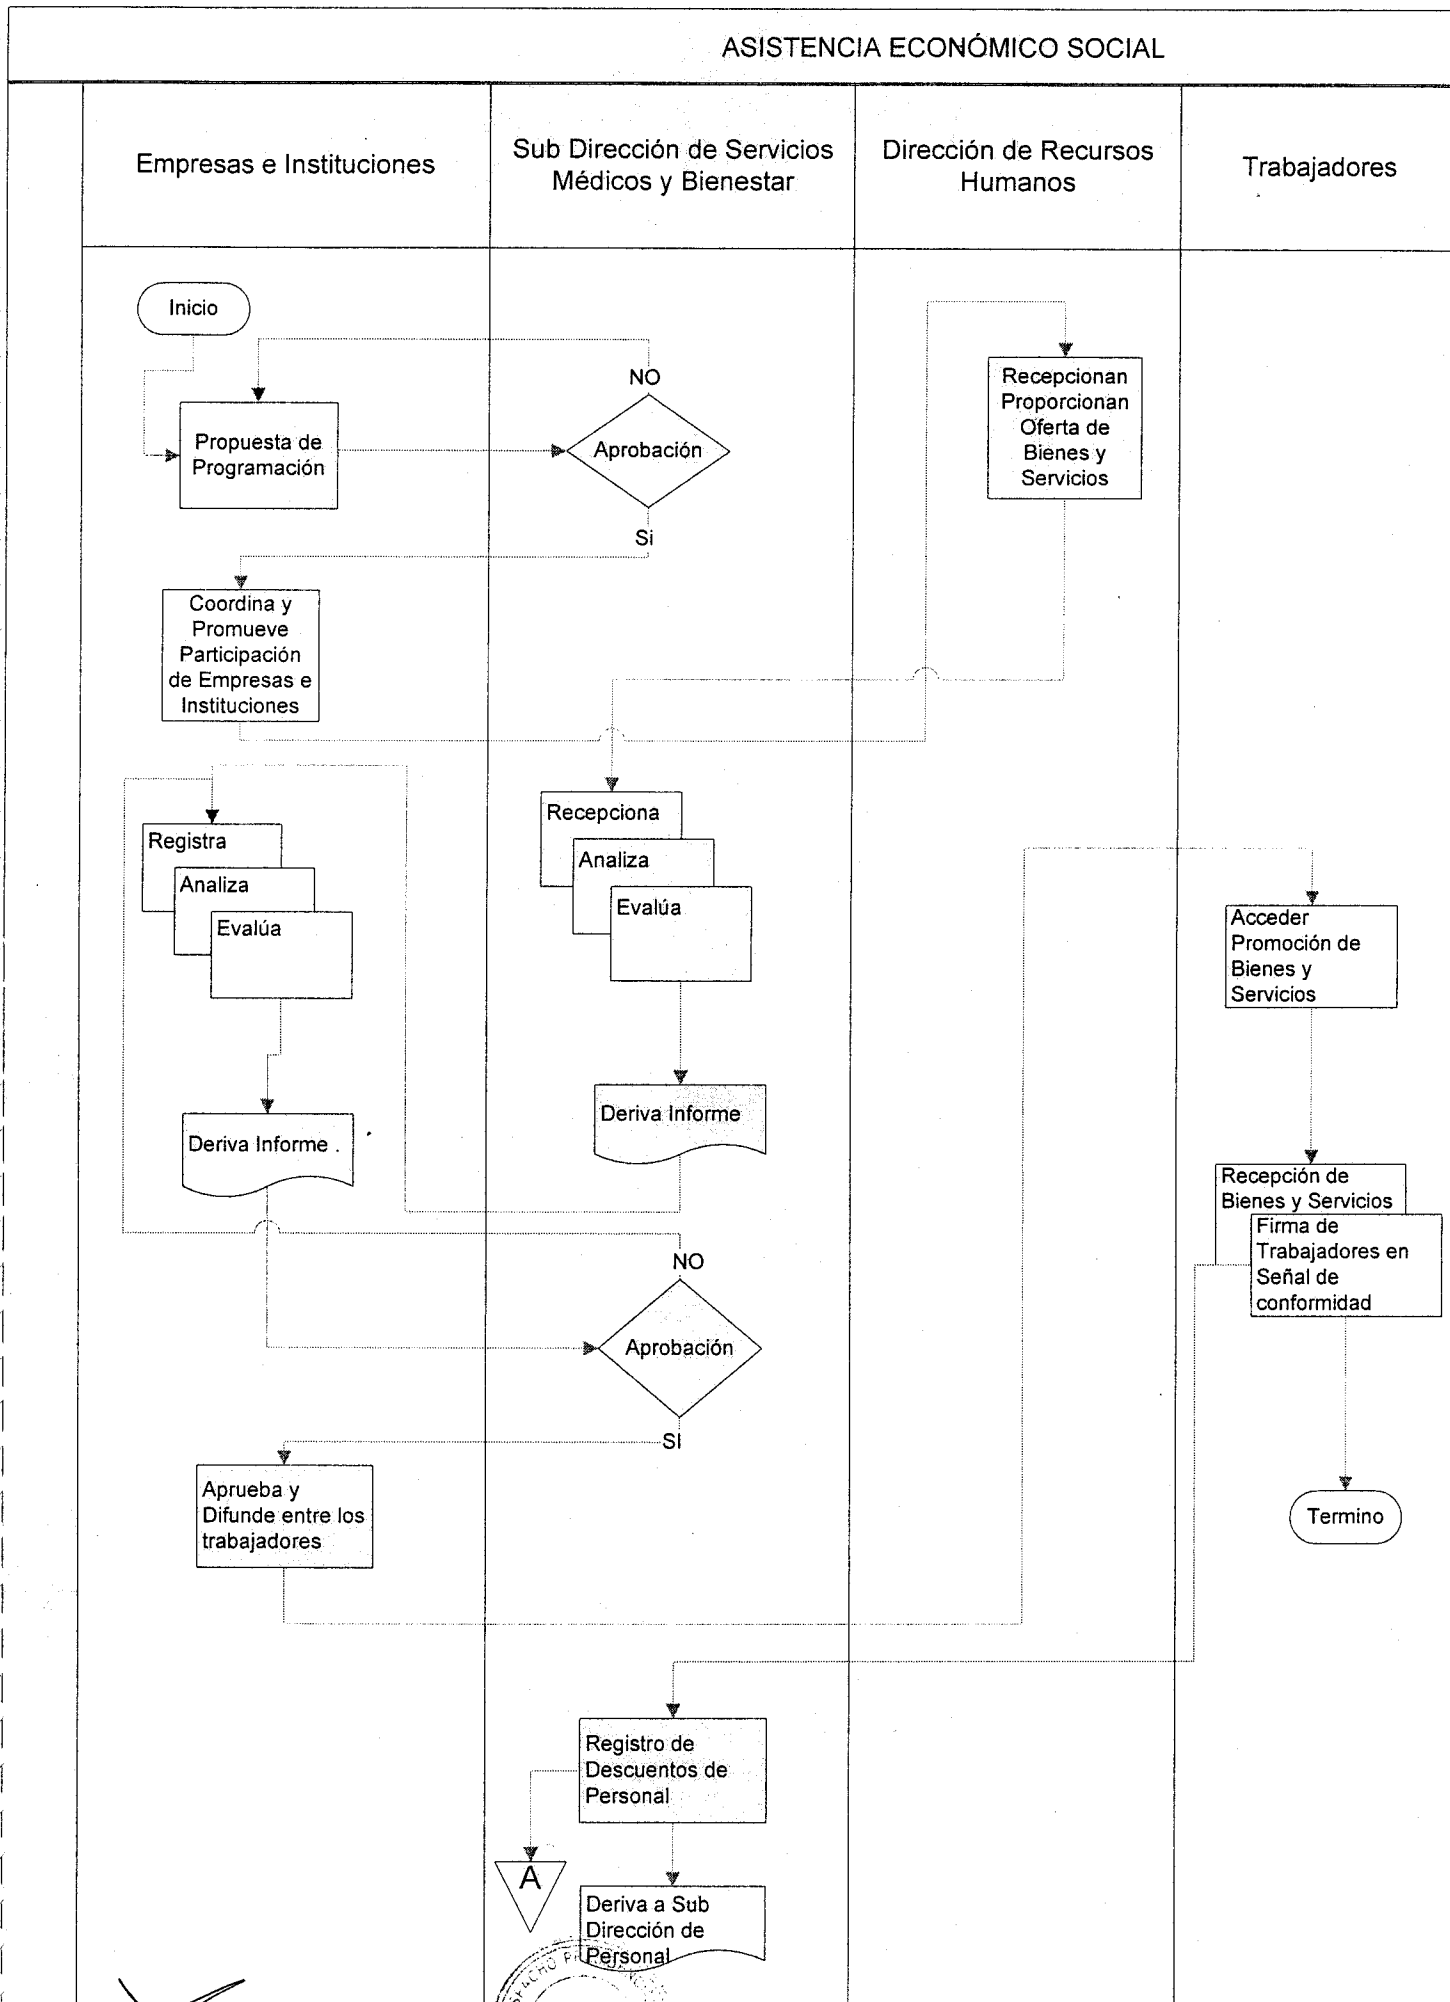 ASISTENCIA ECONÓMICO SOCIAL
Empresas e Instituciones
Sub Dirección de Servicios
Médicos y Bienestar
Dirección de Recursos
Humanos
Trabajadores
Inicio
NO
Propuesta de
Programación
Aprobación
Si
Recepcionan
Proporcionan
Oferta de
Bienes y
Servicios
Coordina y
Promueve
Participación
de Empresas e
Instituciones
Recepciona
Analiza
Evalúa
Registra
Analiza
Evalúa
Deriva Informe
Deriva Informe .
NO
Aprobación
SI
Aprueba y
Difunde entre los
trabajadores
Acceder
Promoción de
Bienes y
Servicios
Recepción de
Bienes y Servicios
Firma de
Trabajadores en
Señal de
conformidad
Termino
Registro de
Descuentos de
Personal
A
Deriva a Sub
Dirección de
Personal